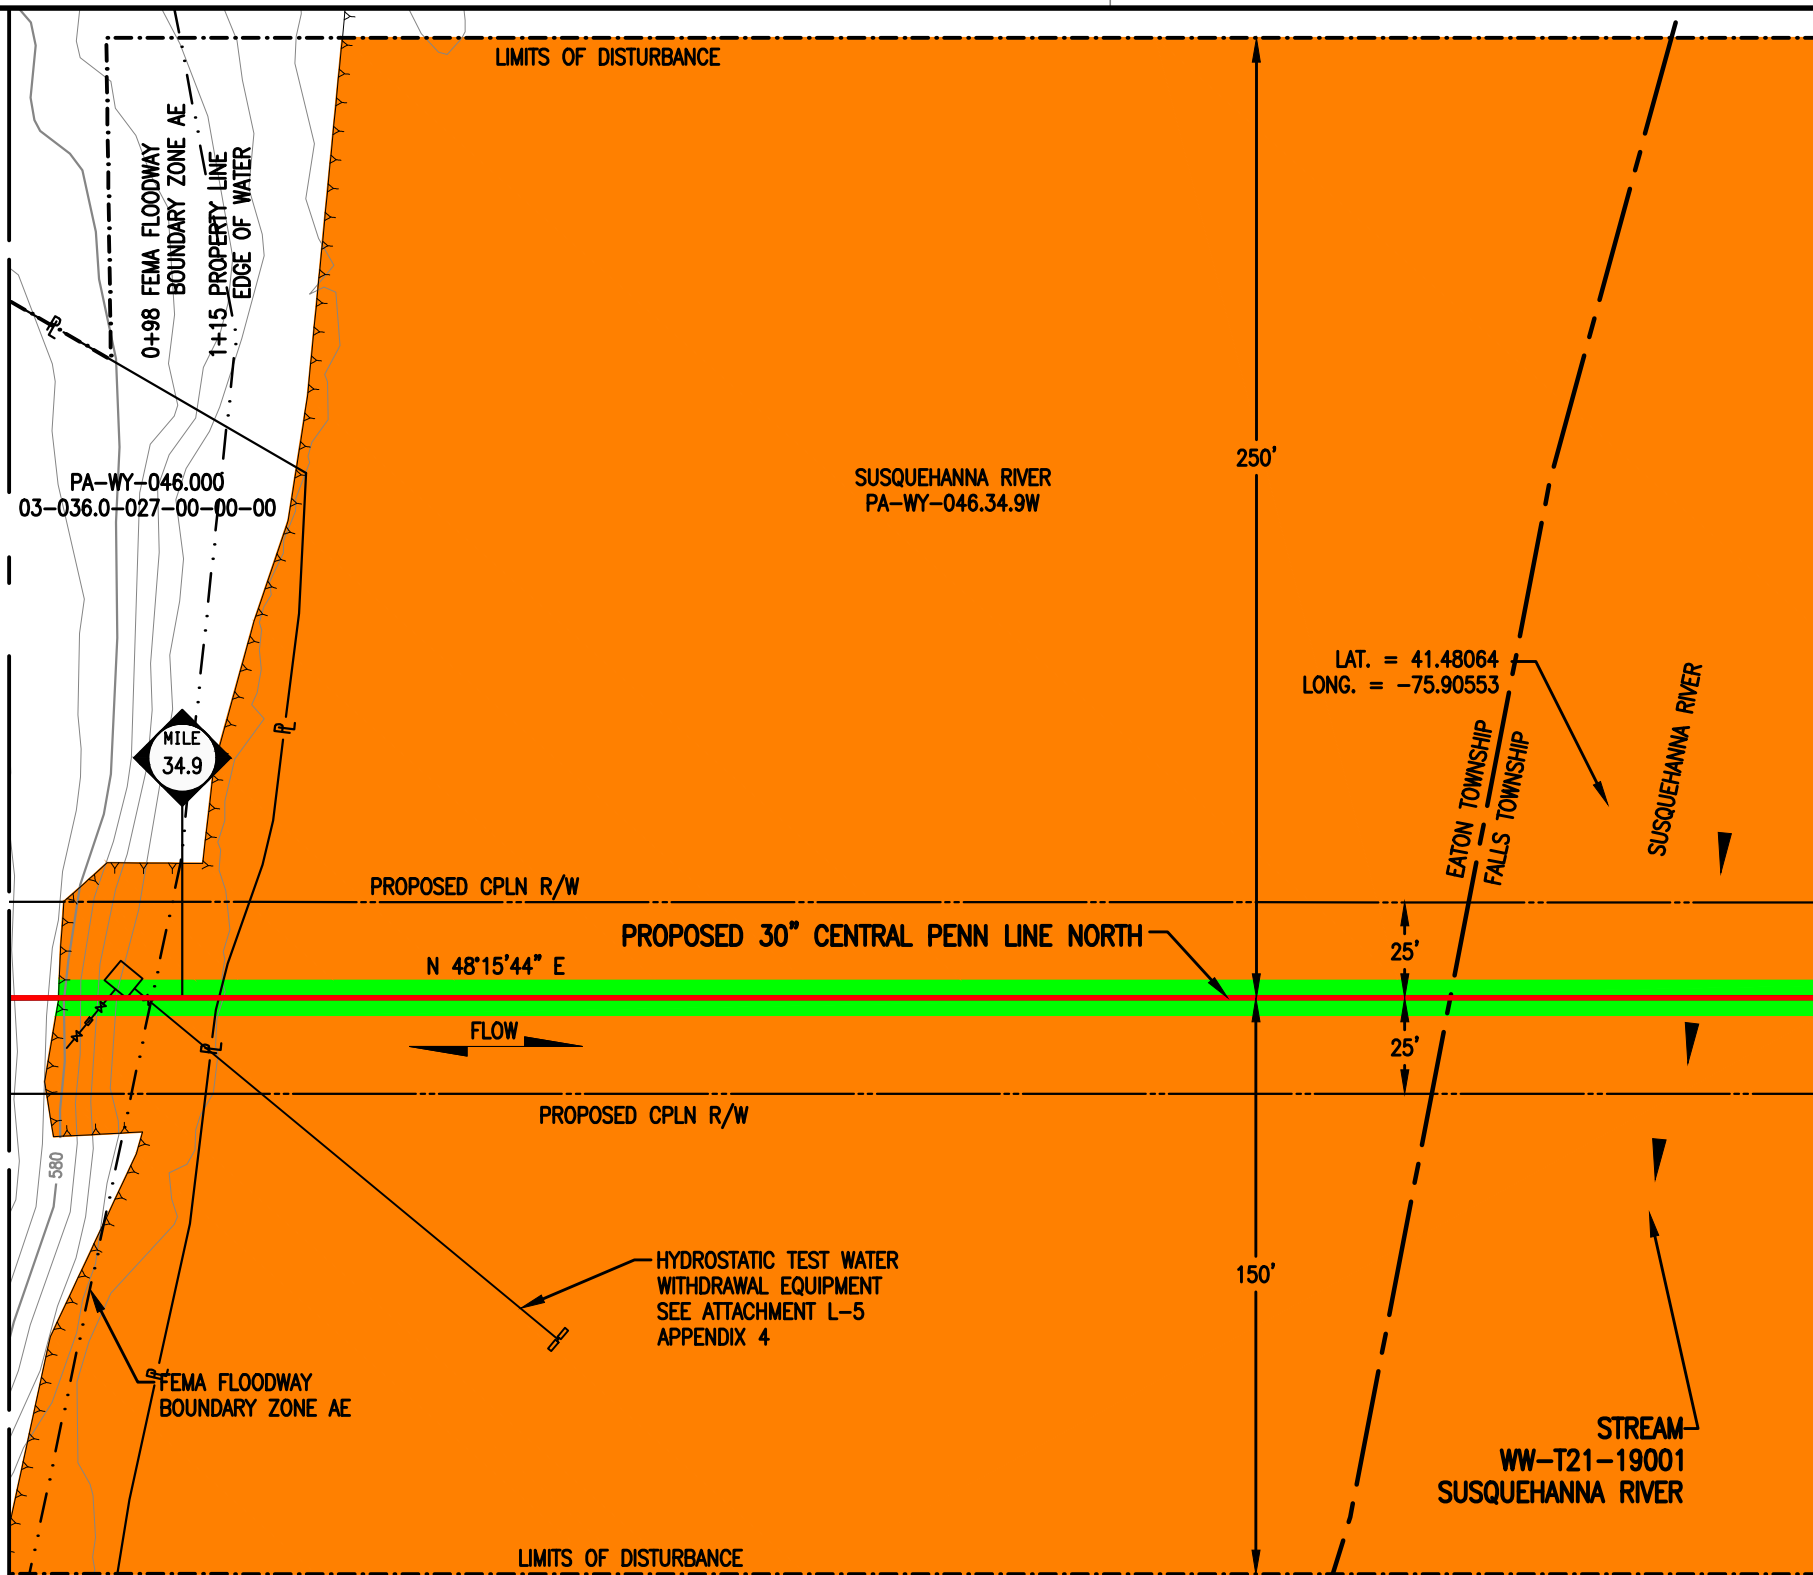 LIMITS OF DISTURBANCE
0+98 FEMA FLOODWAY
BOUNDARY ZONE AE
1+15 PROPERTY LINE
EDGE OF WATER
PL
250'
PA-WY-046.000
03-036.0-027-00-00-00
SUSQUEHANNA RIVER
PA-WY-046.34.9W
LAT. = 41.48064
LONG. = -75.90553
SUSQUEHANNA RIVER
EATON TOWNSHIP
FALLS TOWNSHIP
PL
MILE
34.9
PROPOSED CPLN R/W
PROPOSED 30" CENTRAL PENN LINE NORTH
25'
N 48°15'44" E
FLOW
25'
PL
PROPOSED CPLN R/W
580
HYDROSTATIC TEST WATER
WITHDRAWAL EQUIPMENT
SEE ATTACHMENT L-5
APPENDIX 4
150'
PL
FEMA FLOODWAY
BOUNDARY ZONE AE
STREAM
WW-T21-19001
SUSQUEHANNA RIVER
LIMITS OF DISTURBANCE